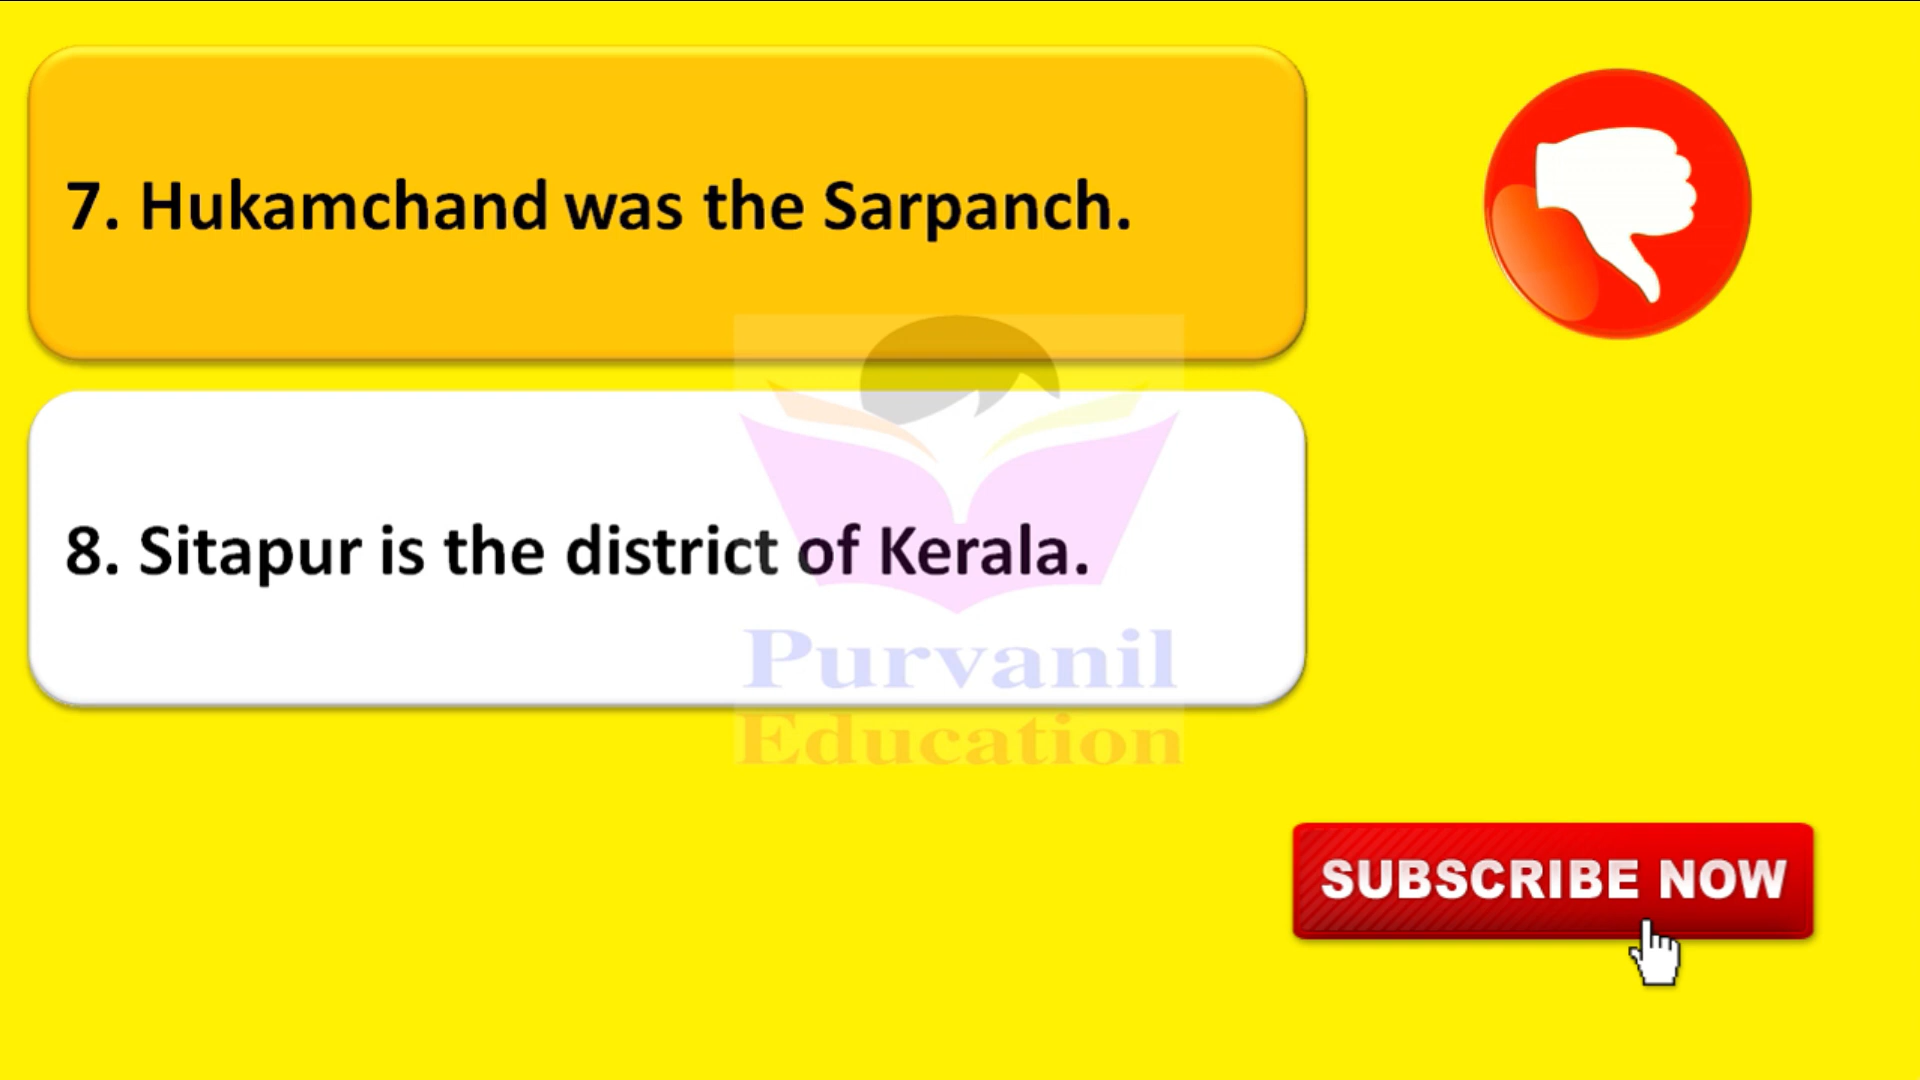 7. Hukamchand was the Sarpanch.
8. Sitapur is the district of Kerala.
Purvanil
Education
SUBSCRIBE NOW